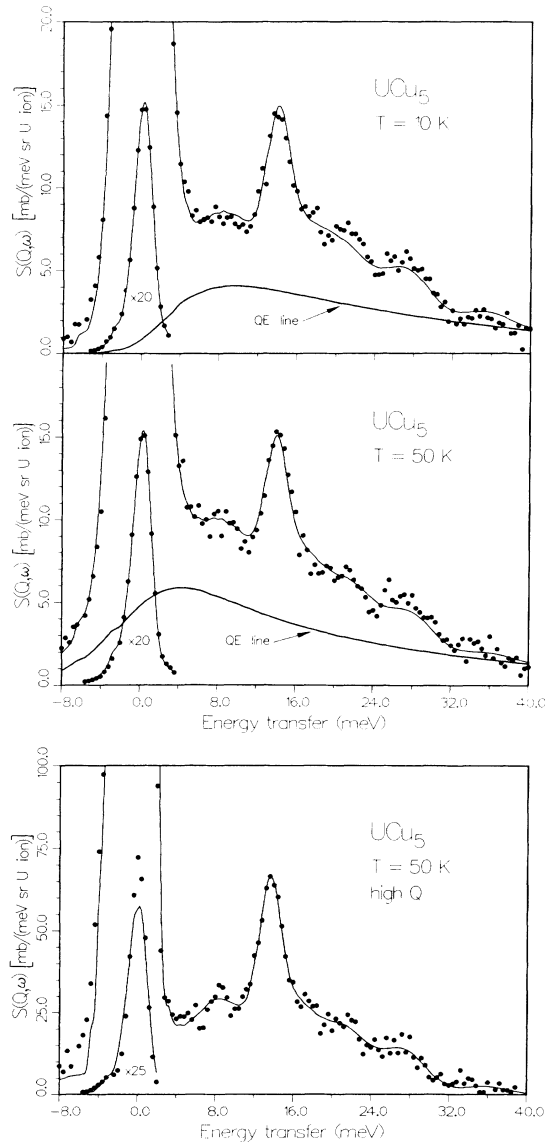 20.0
15.0
10.0
5.0
0.0
S(Q,ω) [mb/(meV sr U ion)]
UCu5
T = 10 K
×20
QE line
15.0
10.0
5.0
0.0
S(Q,ω) [mb/(meV sr U ion)]
UCu5
T = 50 K
×20
QE line
-8.0 0.0 8.0 16.0 24.0 32.0 40.0
Energy transfer (meV)
100.0
75.0
50.0
25.0
0.0
S(Q,ω) [mb/(meV sr U ion)]
UCu5
T = 50 K
high Q
×25
-8.0 0.0 8.0 16.0 24.0 32.0 40.0
Energy transfer (meV)